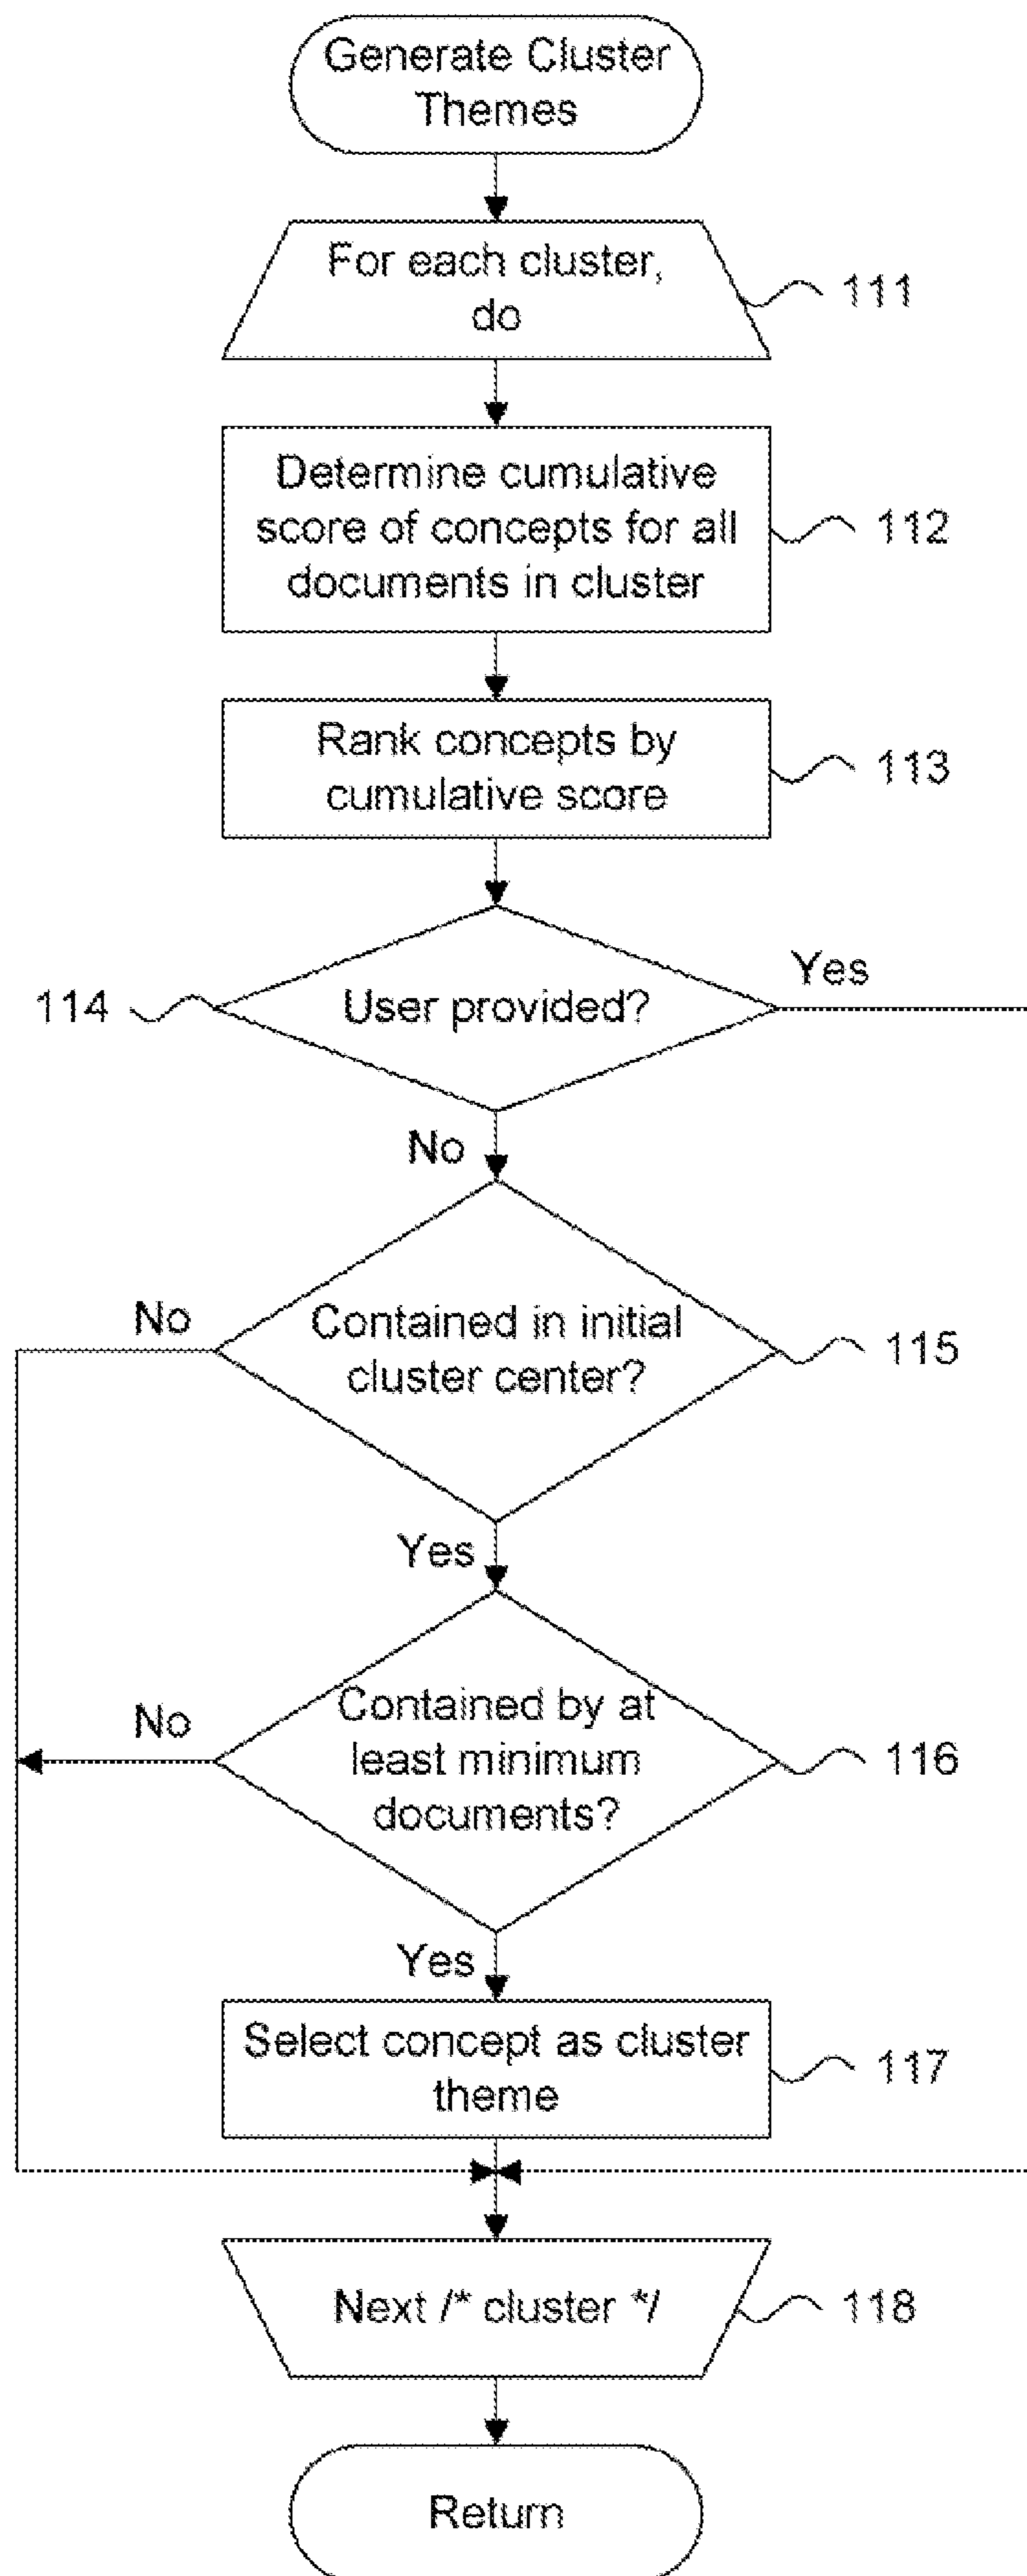 Generate Cluster
Themes
For each cluster,
do
111
Determine cumulative
score of concepts for all
documents in cluster
112
Rank concepts by
cumulative score
113
114
User provided?
Yes
No
Contained in initial
cluster center?
115
No
Yes
Contained by at
least minimum
documents?
116
No
Yes
Select concept as cluster
theme
117
Next /* cluster */
118
Return